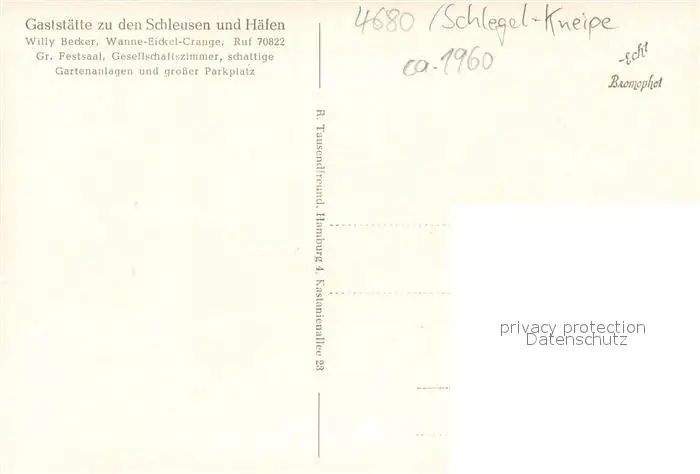 Gaststätte zu den Schleusen und Häfen
Willy Becker, Wanne-Eickel-Crange, Ruf 70822
Gr. Festsaal, Gesellschaftszimmer, schattige
Gartenanlagen und großer Parkplatz
4680 / Schlegel-Kneipe
ca. 1960
-Echt
Bromophot
R. Tausendfreund, Hamburg 4, Kastanienallee 23
privacy protection
Datenschutz